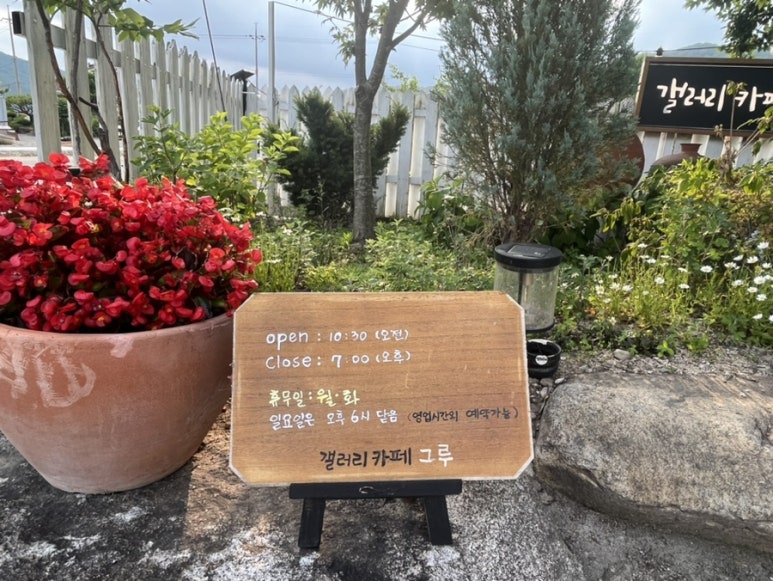 갤러리 카페
open : 10:30 (오전)
Close : 7:00 (오후)
휴무일 : 월·화
일요일은 오후 6시 닫음 (영업시간외 예약가능)
갤러리 카페 그루